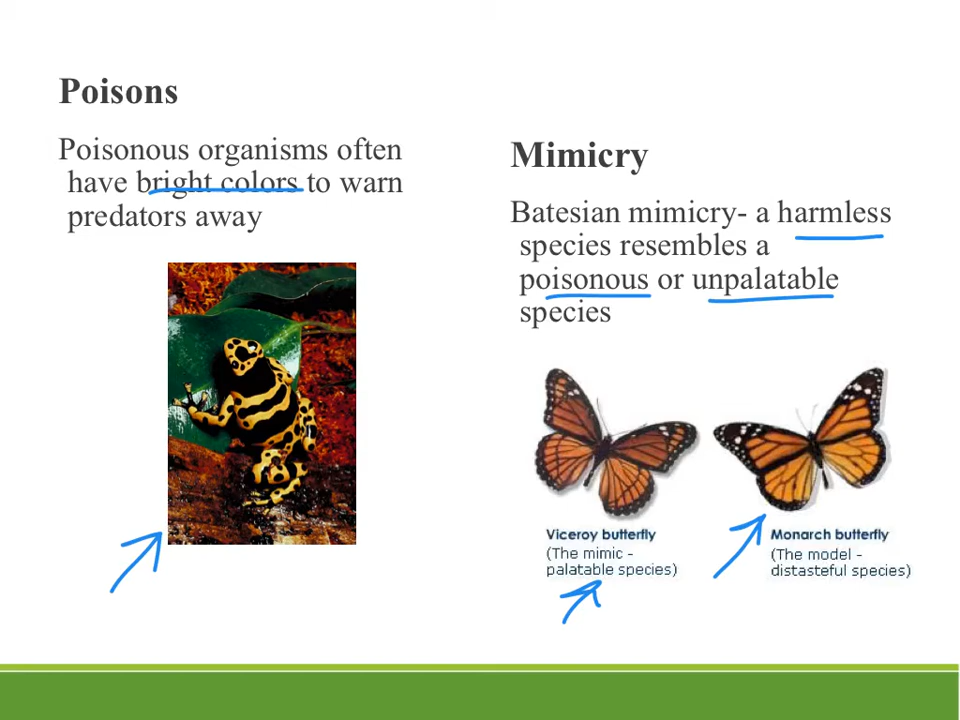 Poisons
Poisonous organisms often
have bright colors to warn
predators away
Mimicry
Batesian mimicry- a harmless
species resembles a
poisonous or unpalatable
species
Viceroy butterfly
(The mimic -
palatable species)
Monarch butterfly
(The model -
distasteful species)